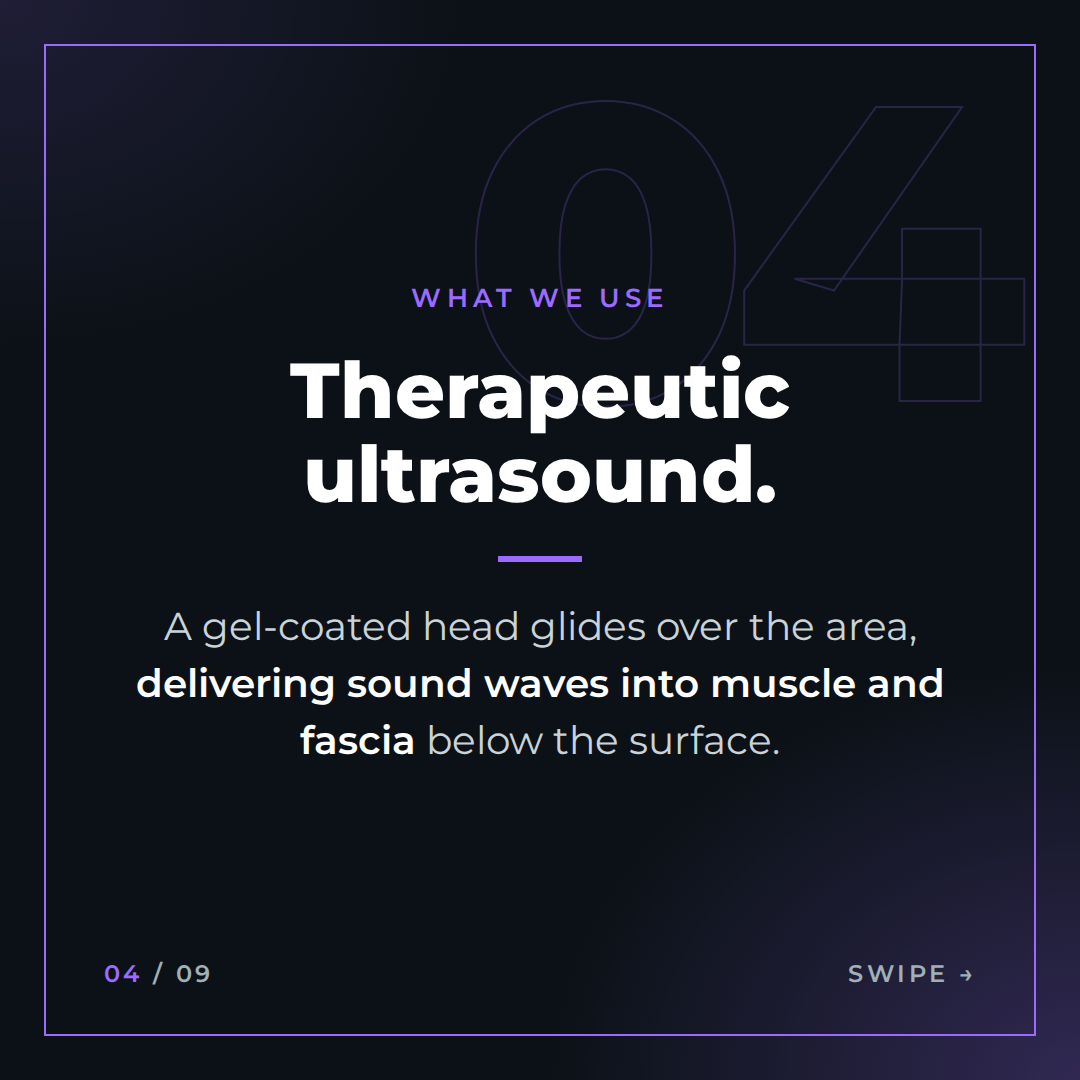 04
WHAT WE USE
Therapeutic
ultrasound.
A gel-coated head glides over the area,
delivering sound waves into muscle and
fascia below the surface.
04 / 09
SWIPE →